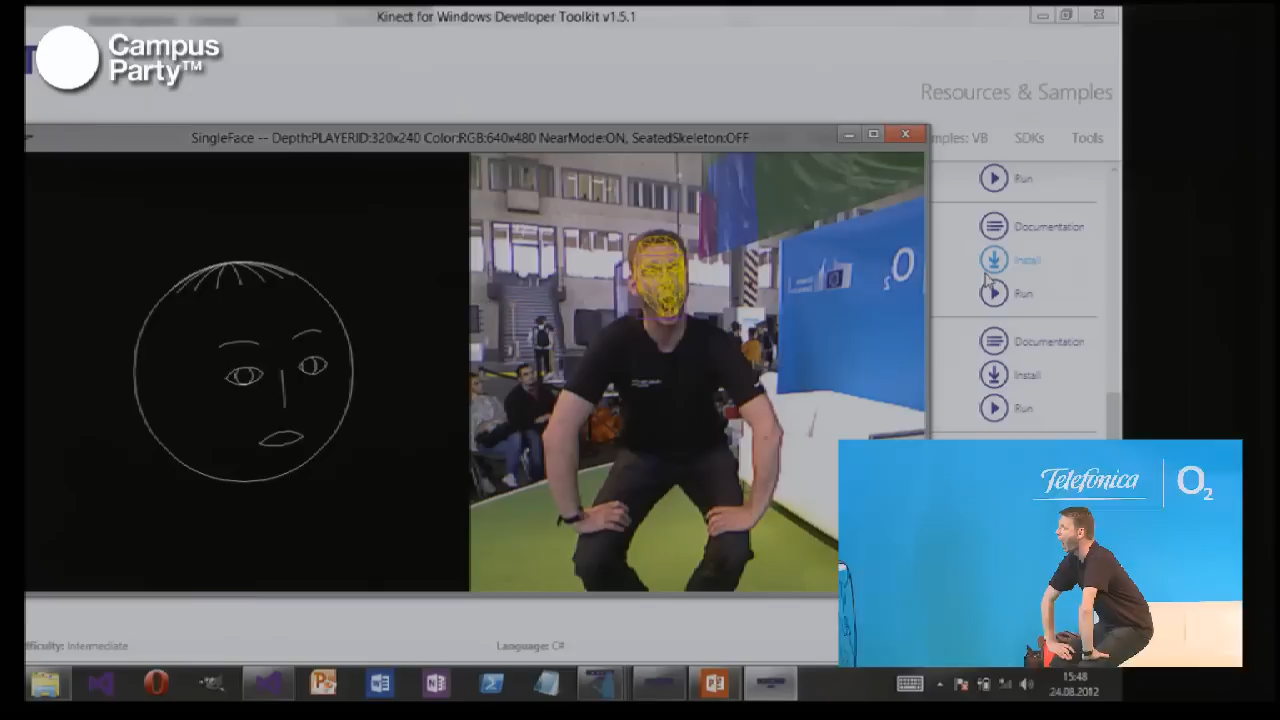 Kinect for Windows Developer Toolkit v1.5.1
Campus
Party™
Resources & Samples
SingleFace -- Depth:PLAYERID:320x240 Color:RGB:640x480 NearMode:ON, SeatedSkeleton:OFF
mples: VB
SDKs
Tools
Run
Documentation
Install
Run
Documentation
Install
Run
O2
Telefónica
O2
fficulty: Intermediate
Language: C#
15:48
24.08.2012